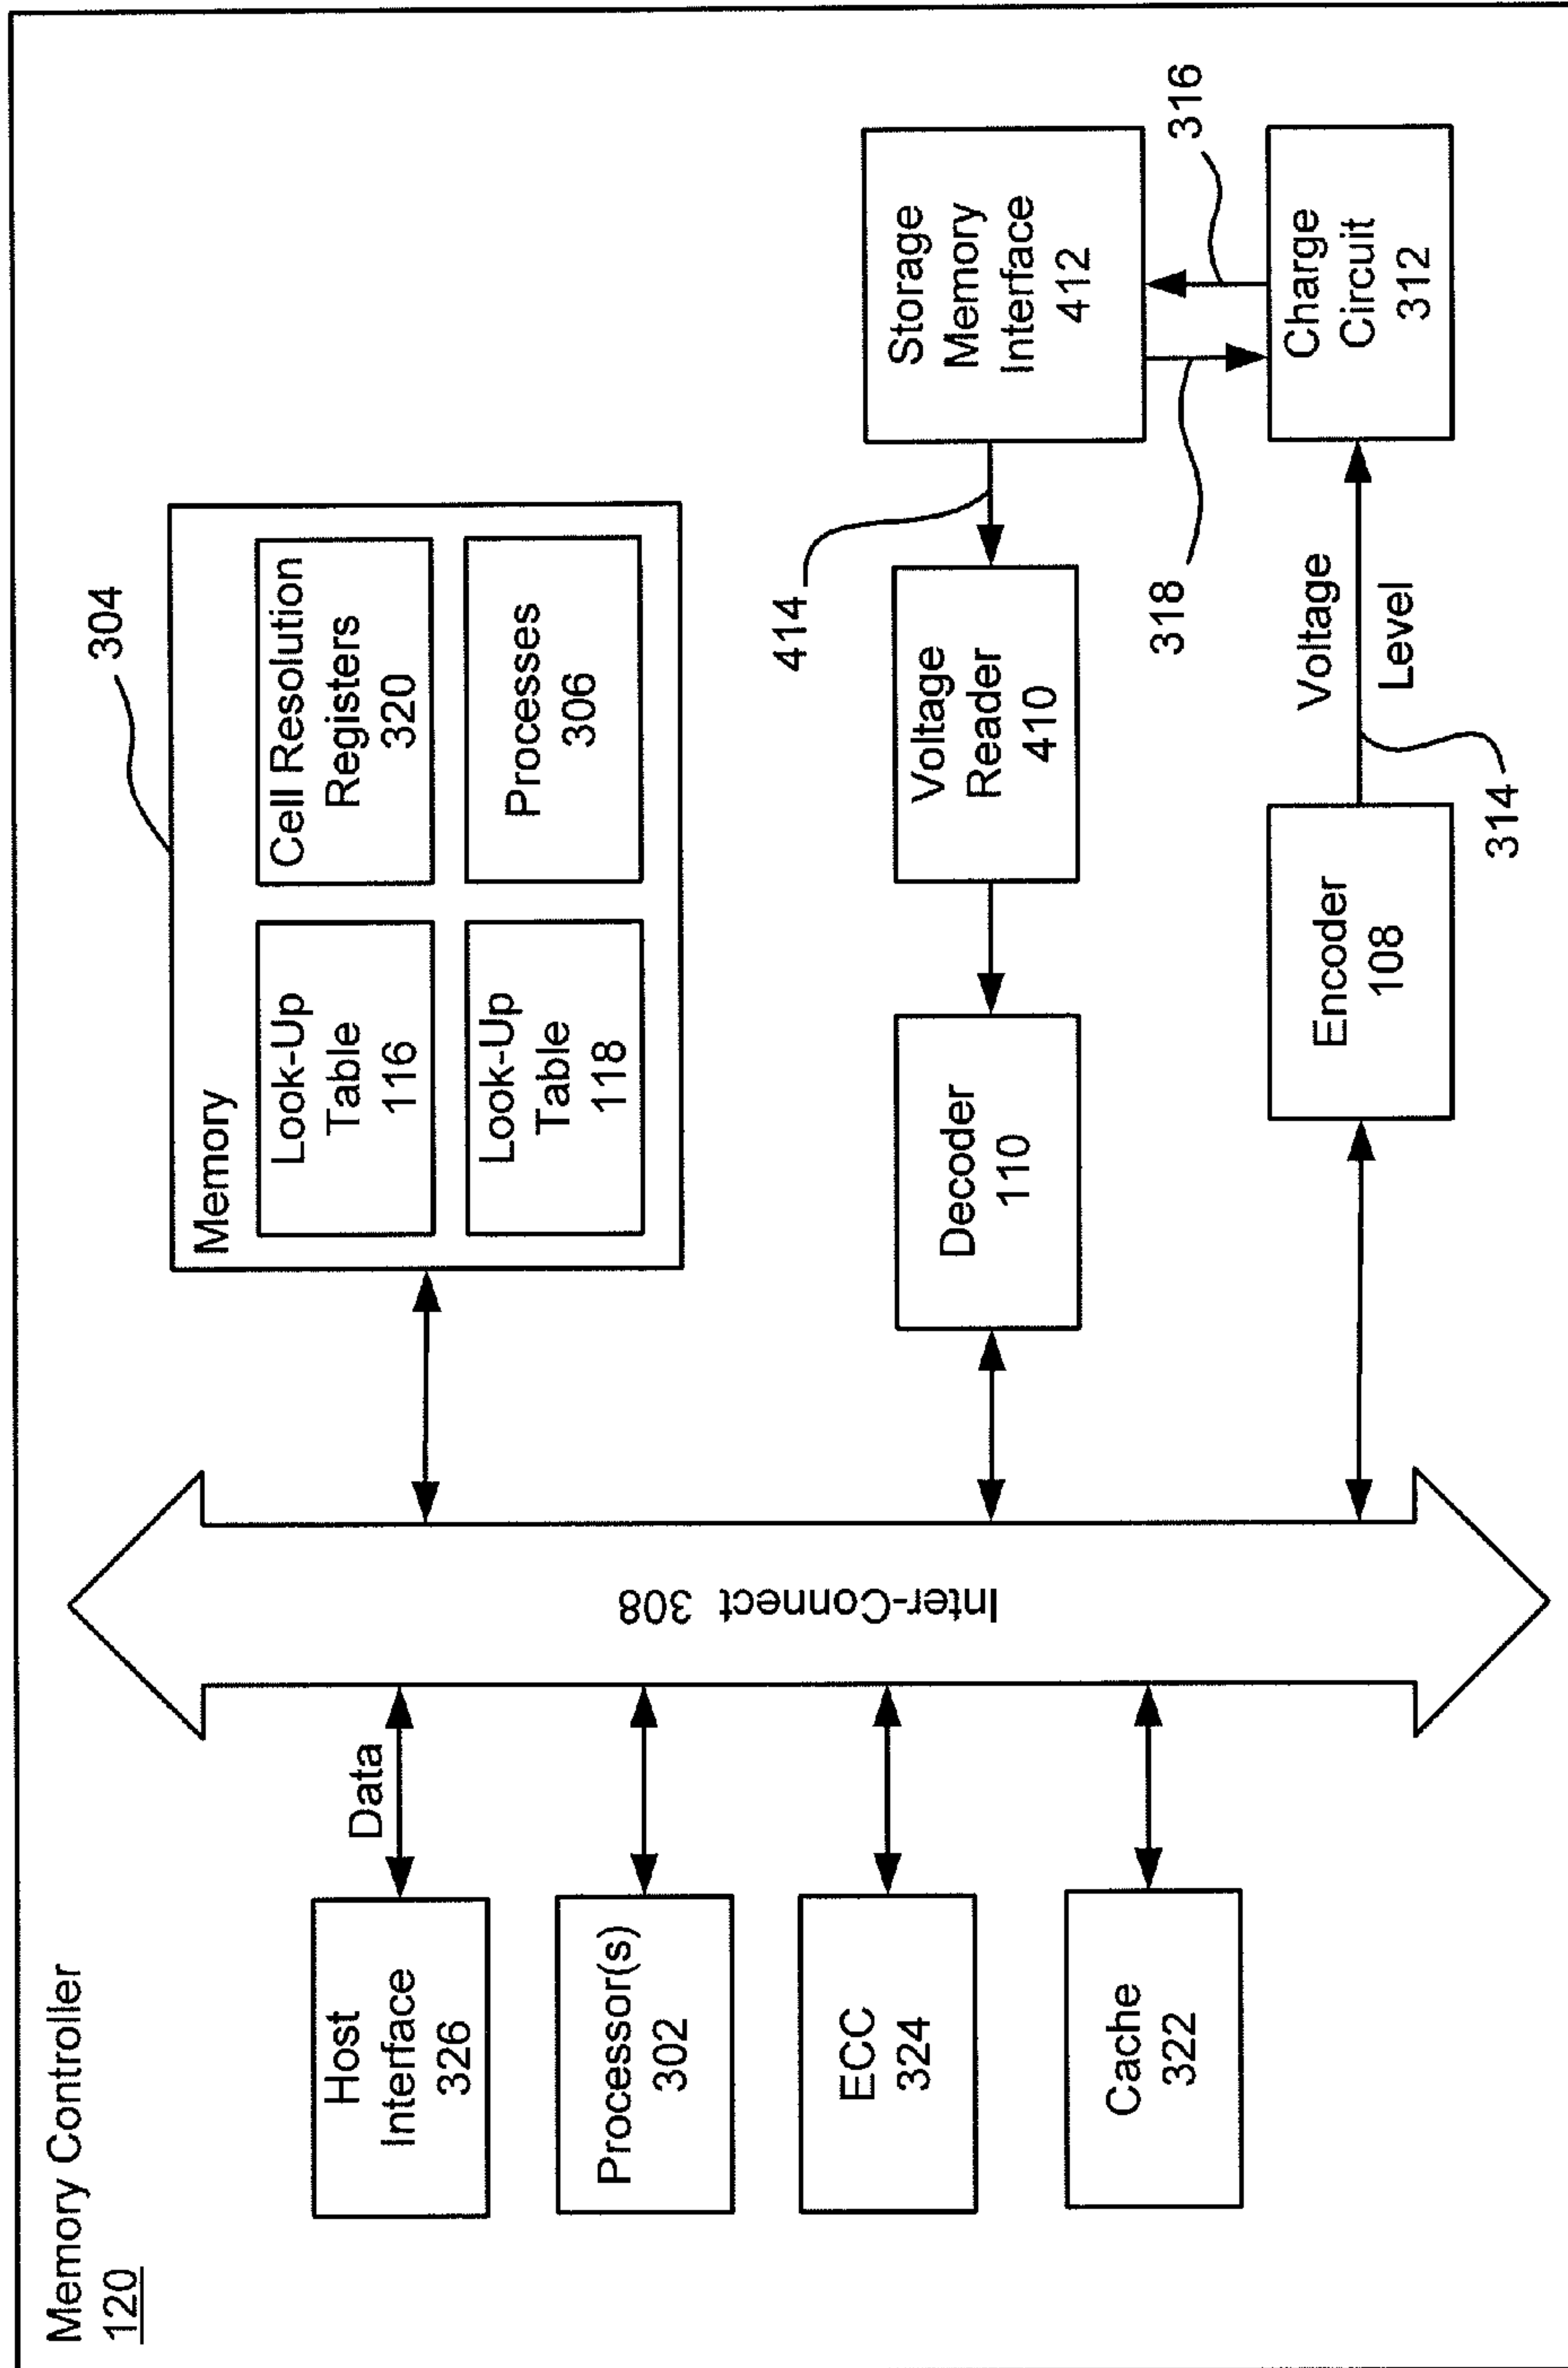 Memory Controller
120
Host
Interface
326
Data
Processor(s)
302
ECC
324
Cache
322
Inter-Connect 308
304
Memory
Look-Up
Table
116
Cell Resolution
Registers
320
Look-Up
Table
118
Processes
306
Decoder
110
Voltage
Reader
410
414
Storage
Memory
Interface
412
316
318
Encoder
108
314
Voltage
Level
Charge
Circuit
312